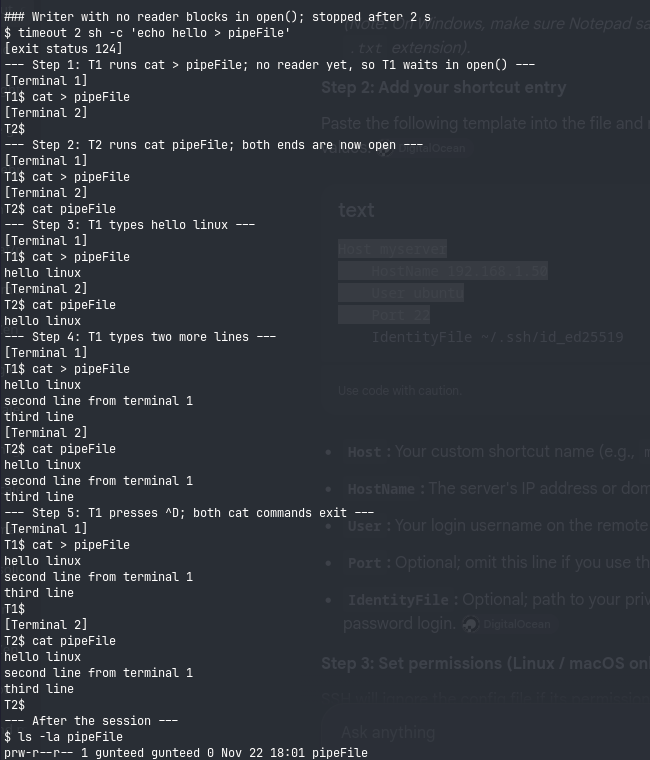 ### Writer with no reader blocks in open(); stopped after 2 s
$ timeout 2 sh -c 'echo hello > pipeFile'
[exit status 124]
--- Step 1: T1 runs cat > pipeFile; no reader yet, so T1 waits in open() ---
[Terminal 1]
T1$ cat > pipeFile
[Terminal 2]
T2$
--- Step 2: T2 runs cat pipeFile; both ends are now open ---
[Terminal 1]
T1$ cat > pipeFile
[Terminal 2]
T2$ cat pipeFile
--- Step 3: T1 types hello linux ---
[Terminal 1]
T1$ cat > pipeFile
hello linux
[Terminal 2]
T2$ cat pipeFile
hello linux
--- Step 4: T1 types two more lines ---
[Terminal 1]
T1$ cat > pipeFile
hello linux
second line from terminal 1
third line
[Terminal 2]
T2$ cat pipeFile
hello linux
second line from terminal 1
third line
--- Step 5: T1 presses ^D; both cat commands exit ---
[Terminal 1]
T1$ cat > pipeFile
hello linux
second line from terminal 1
third line
T1$
[Terminal 2]
T2$ cat pipeFile
hello linux
second line from terminal 1
third line
T2$
--- After the session ---
$ ls -la pipeFile
prw-r--r-- 1 gunteed gunteed 0 Nov 22 18:01 pipeFile
(Note: On Windows, make sure Notepad
.txt extension).
Step 2: Add your shortcut entry
Paste the following template into the file and
DigitalOcean
text
Host myserver
HostName 192.168.1.50
User ubuntu
Port 22
IdentityFile ~/.ssh/id_ed25519
Use code with caution.
• Host : Your custom shortcut name (e.g.,
• HostName : The server's IP address or
• User : Your login username on the remote
• Port : Optional; omit this line if you use
• IdentityFile : Optional; path to your
password login. DigitalOcean
Step 3: Set permissions (Linux / macOS
Ask anything